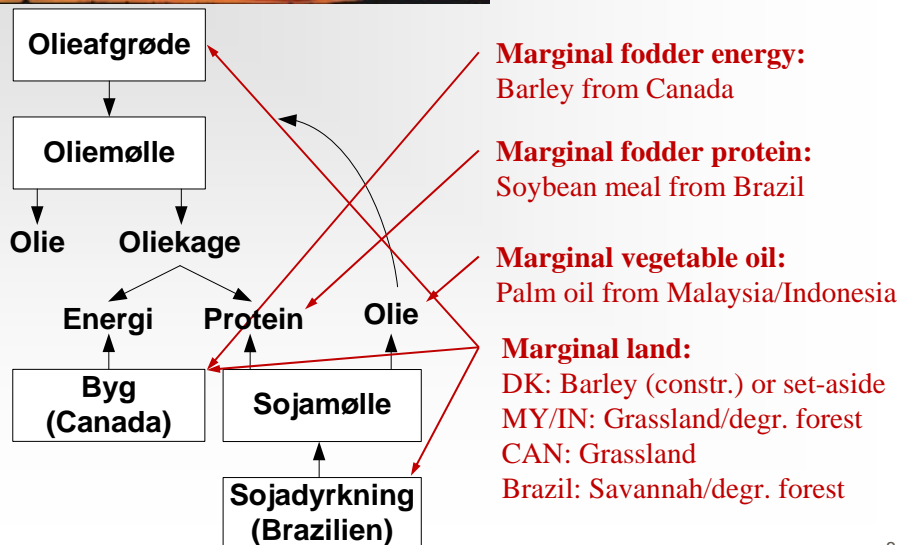 Olieafgrøde
Oliemølle
Olie
Oliekage
Energi
Protein
Olie
Byg
(Canada)
Sojamølle
Sojadyrkning
(Brazilien)
Marginal fodder energy:
Barley from Canada
Marginal fodder protein:
Soybean meal from Brazil
Marginal vegetable oil:
Palm oil from Malaysia/Indonesia
Marginal land:
DK: Barley (constr.) or set-aside
MY/IN: Grassland/degr. forest
CAN: Grassland
Brazil: Savannah/degr. forest